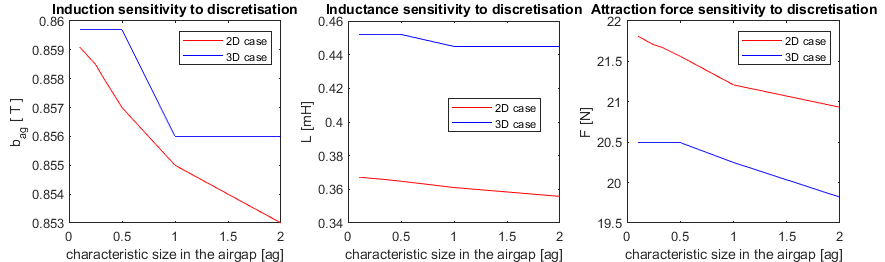 Induction sensitivity to discretisation
0.86
0.859
0.858
0.857
0.856
0.855
0.854
0.853
b_ag [ T ]
2D case
3D case
0
0.5
1
1.5
2
characteristic size in the airgap [ag]
Inductance sensitivity to discretisation
0.46
0.44
0.42
0.4
0.38
0.36
0.34
L [mH]
2D case
3D case
0
0.5
1
1.5
2
characteristic size in the airgap [ag]
Attraction force sensitivity to discretisation
22
21.5
21
20.5
20
19.5
F [N]
2D case
3D case
0
0.5
1
1.5
2
characteristic size in the airgap [ag]